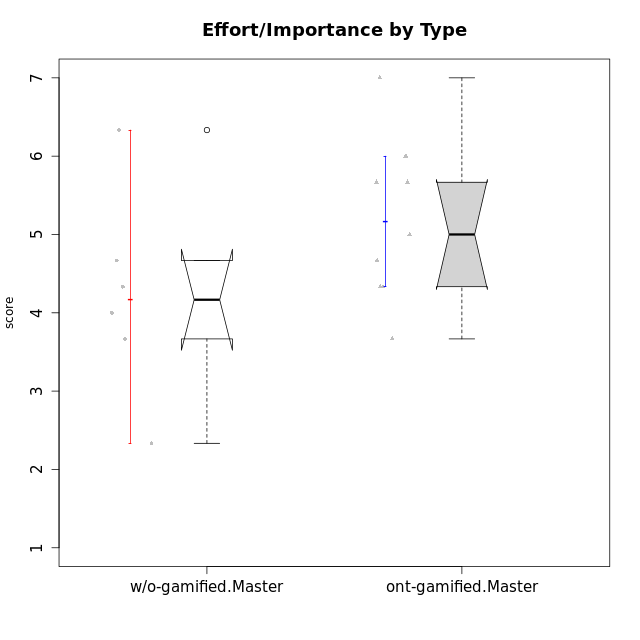 Effort/Importance by Type
7
6
5
4
3
2
1
score
w/o-gamified.Master
ont-gamified.Master